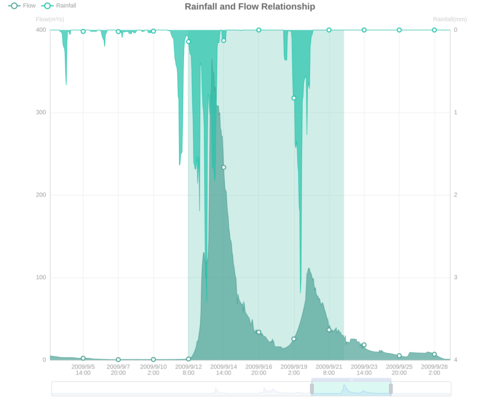 Flow Rainfall
Rainfall and Flow Relationship
Flow(m³/s) Rainfall(mm)
400 0
300 1
200 2
100 3
0 4
2009/9/5 2009/9/7 2009/9/10 2009/9/12 2009/9/14 2009/9/16 2009/9/19 2009/9/21 2009/9/23 2009/9/25 2009/9/28
14:00 20:00 2:00 8:00 14:00 20:00 2:00 8:00 14:00 20:00 2:00